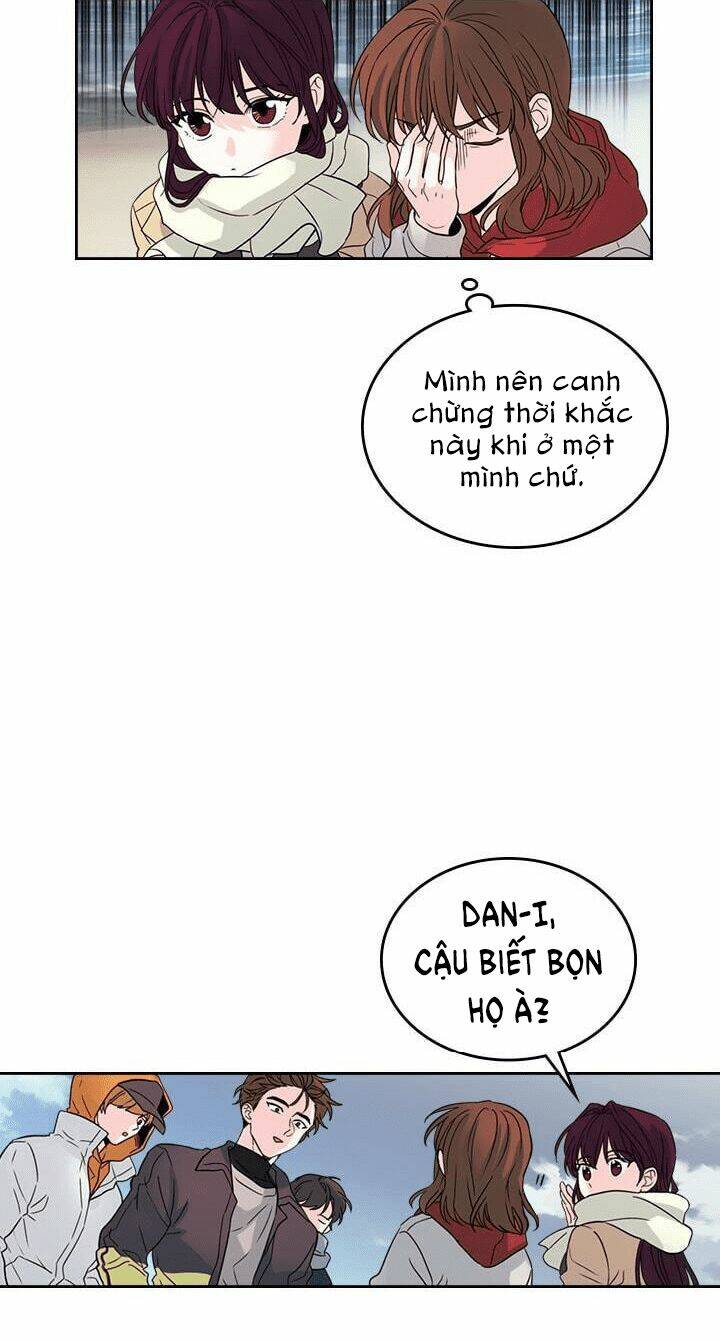 Mình nên canh
chừng thời khắc
này khi ở một
mình chứ.
DAN-I,
CẬU BIẾT BỌN
HỌ À?